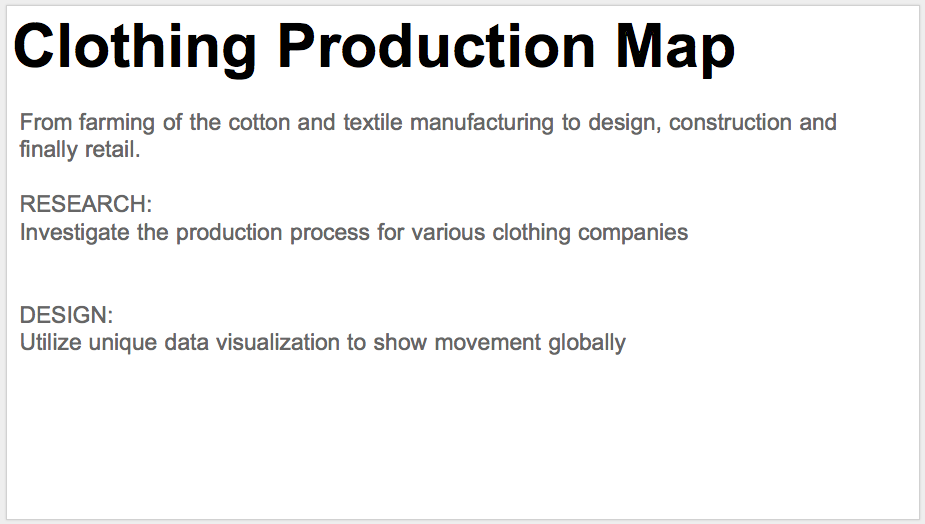 Clothing Production Map
From farming of the cotton and textile manufacturing to design, construction and
finally retail.
RESEARCH:
Investigate the production process for various clothing companies
DESIGN:
Utilize unique data visualization to show movement globally